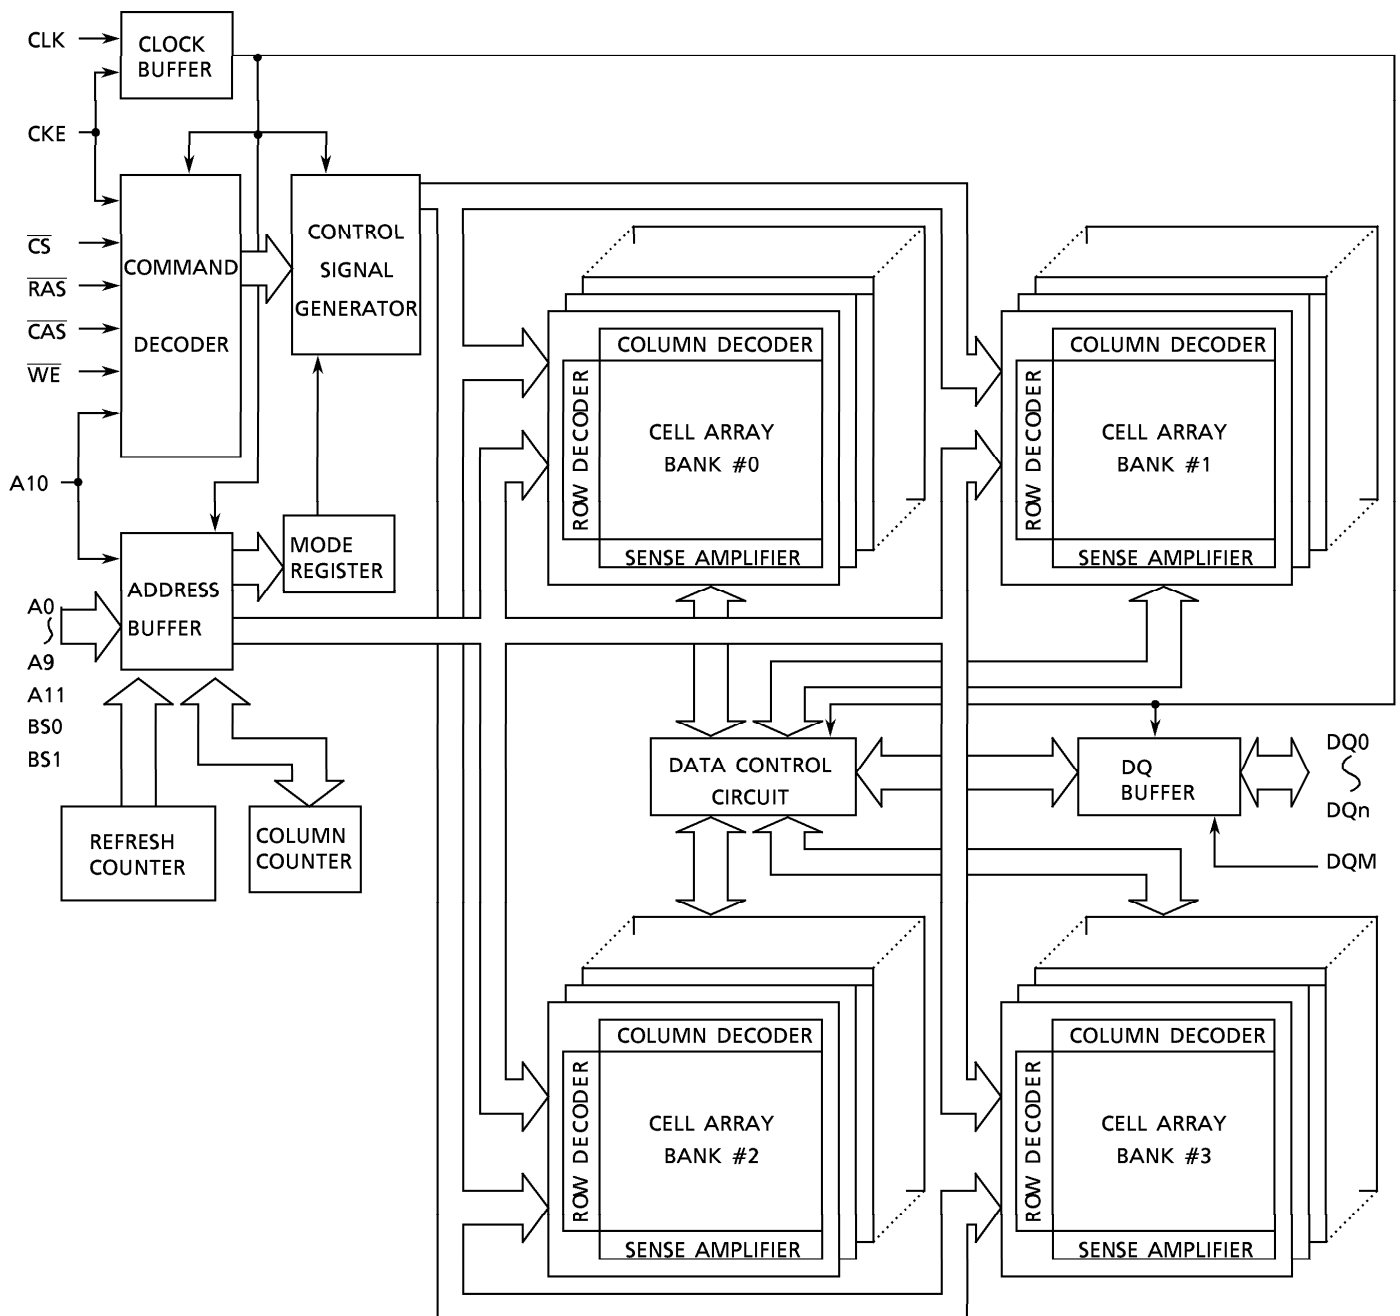 CLK
CLOCK
BUFFER
CKE
CS
RAS
CAS
WE
COMMAND
DECODER
CONTROL
SIGNAL
GENERATOR
A10
MODE
REGISTER
ADDRESS
BUFFER
A0
A9
A11
BS0
BS1
REFRESH
COUNTER
COLUMN
COUNTER
COLUMN DECODER
ROW DECODER
CELL ARRAY
BANK #0
SENSE AMPLIFIER
COLUMN DECODER
ROW DECODER
CELL ARRAY
BANK #1
SENSE AMPLIFIER
DATA CONTROL
CIRCUIT
DQ
BUFFER
DQ0
DQn
DQM
COLUMN DECODER
ROW DECODER
CELL ARRAY
BANK #2
SENSE AMPLIFIER
COLUMN DECODER
ROW DECODER
CELL ARRAY
BANK #3
SENSE AMPLIFIER